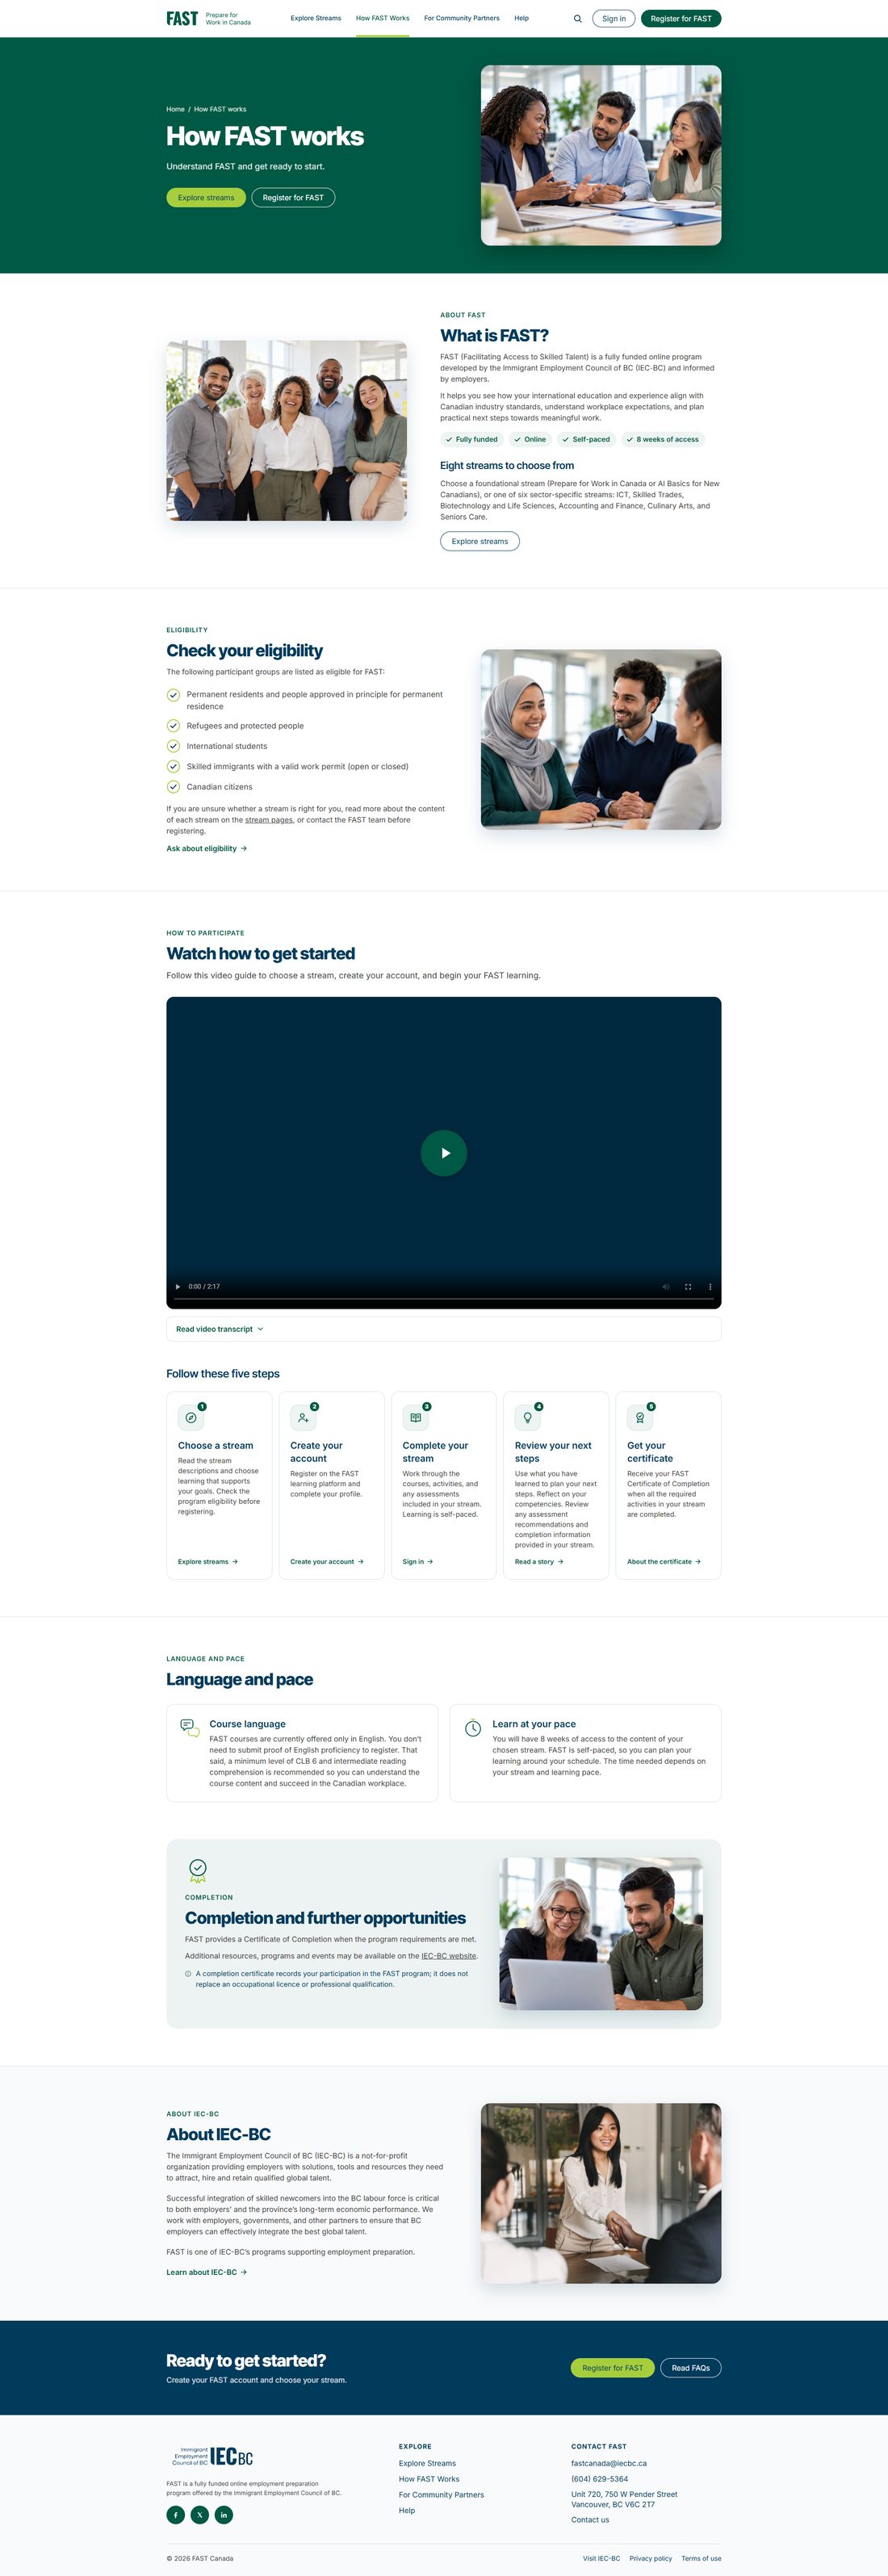 FAST
Prepare for
Work in Canada
Explore Streams
How FAST Works
For Community Partners
Help
Sign in
Register for FAST
Home / How FAST works
How FAST works
Understand FAST and get ready to start.
Explore streams
Register for FAST
ABOUT FAST
What is FAST?
FAST (Facilitating Access to Skilled Talent) is a fully funded online program
developed by the Immigrant Employment Council of BC (IEC-BC) and informed
by employers.
It helps you see how your international education and experience align with
Canadian industry standards, understand workplace expectations, and plan
practical next steps towards meaningful work.
Fully funded
Online
Self-paced
8 weeks of access
Eight streams to choose from
Choose a foundational stream (Prepare for Work in Canada or AI Basics for New
Canadians), or one of six sector-specific streams: ICT, Skilled Trades,
Biotechnology and Life Sciences, Accounting and Finance, Culinary Arts, and
Seniors Care.
Explore streams
ELIGIBILITY
Check your eligibility
The following participant groups are listed as eligible for FAST:
Permanent residents and people approved in principle for permanent
residence
Refugees and protected people
International students
Skilled immigrants with a valid work permit (open or closed)
Canadian citizens
If you are unsure whether a stream is right for you, read more about the content
of each stream on the stream pages, or contact the FAST team before
registering.
Ask about eligibility →
HOW TO PARTICIPATE
Watch how to get started
Follow this video guide to choose a stream, create your account, and begin your FAST learning.
0:00 / 2:17
Read video transcript
Follow these five steps
1
Choose a stream
Read the stream
descriptions and choose
learning that supports
your goals. Check the
program eligibility before
registering.
Explore streams →
2
Create your
account
Register on the FAST
learning platform and
complete your profile.
Create your account →
3
Complete your
stream
Work through the
courses, activities, and
any assessments
included in your stream.
Learning is self-paced.
Sign in →
4
Review your next
steps
Use what you have
learned to plan your next
steps. Reflect on your
competencies. Review
any assessment
recommendations and
completion information
provided in your stream.
Read a story →
5
Get your
certificate
Receive your FAST
Certificate of Completion
when all the required
activities in your stream
are completed.
About the certificate →
LANGUAGE AND PACE
Language and pace
Course language
FAST courses are currently offered only in English. You don't
need to submit proof of English proficiency to register. That
said, a minimum level of CLB 6 and intermediate reading
comprehension is recommended so you can understand the
course content and succeed in the Canadian workplace.
Learn at your pace
You will have 8 weeks of access to the content of your
chosen stream. FAST is self-paced, so you can plan your
learning around your schedule. The time needed depends on
your stream and learning pace.
COMPLETION
Completion and further opportunities
FAST provides a Certificate of Completion when the program requirements are met.
Additional resources, programs and events may be available on the IEC-BC website.
A completion certificate records your participation in the FAST program; it does not
replace an occupational licence or professional qualification.
ABOUT IEC-BC
About IEC-BC
The Immigrant Employment Council of BC (IEC-BC) is a not-for-profit
organization providing employers with solutions, tools and resources they need
to attract, hire and retain qualified global talent.
Successful integration of skilled newcomers into the BC labour force is critical
to both employers' and the province's long-term economic performance. We
work with employers, governments, and other partners to ensure that BC
employers can effectively integrate the best global talent.
FAST is one of IEC-BC's programs supporting employment preparation.
Learn about IEC-BC →
Ready to get started?
Create your FAST account and choose your stream.
Register for FAST
Read FAQs
Immigrant
Employment
Council of BC
IEC BC
FAST is a fully funded online employment preparation
program offered by the Immigrant Employment Council of BC.
EXPLORE
Explore Streams
How FAST Works
For Community Partners
Help
CONTACT FAST
fastcanada@iecbc.ca
(604) 629-5364
Unit 720, 750 W Pender Street
Vancouver, BC V6C 2T7
Contact us
© 2026 FAST Canada
Visit IEC-BC
Privacy policy
Terms of use